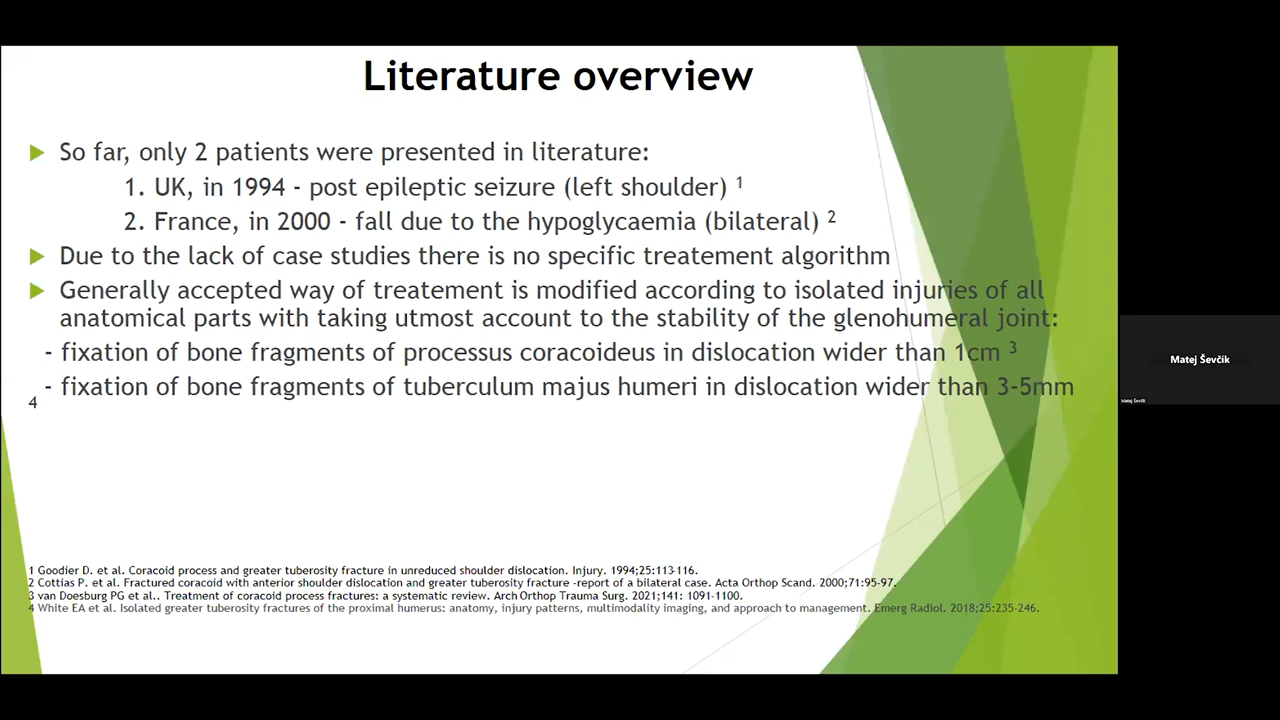 Literature overview
So far, only 2 patients were presented in literature:
1. UK, in 1994 - post epileptic seizure (left shoulder) 1
2. France, in 2000 - fall due to the hypoglycaemia (bilateral) 2
Due to the lack of case studies there is no specific treatement algorithm
Generally accepted way of treatement is modified according to isolated injuries of all
anatomical parts with taking utmost account to the stability of the glenohumeral joint:
- fixation of bone fragments of processus coracoideus in dislocation wider than 1cm 3
- fixation of bone fragments of tuberculum majus humeri in dislocation wider than 3-5mm
4
1 Goodier D. et al. Coracoid process and greater tuberosity fracture in unreduced shoulder dislocation. Injury. 1994;25:113-116.
2 Cottias P. et al. Fractured coracoid with anterior shoulder dislocation and greater tuberosity fracture -report of a bilateral case. Acta Orthop Scand. 2000;71:95-97.
3 van Doesburg PG et al.. Treatment of coracoid process fractures: a systematic review. Arch Orthop Trauma Surg. 2021;141: 1091-1100.
4 White EA et al. Isolated greater tuberosity fractures of the proximal humerus: anatomy, injury patterns, multimodality imaging, and approach to management. Emerg Radiol. 2018;25:235-246.
Matej Ševčík
Matej Ševčík